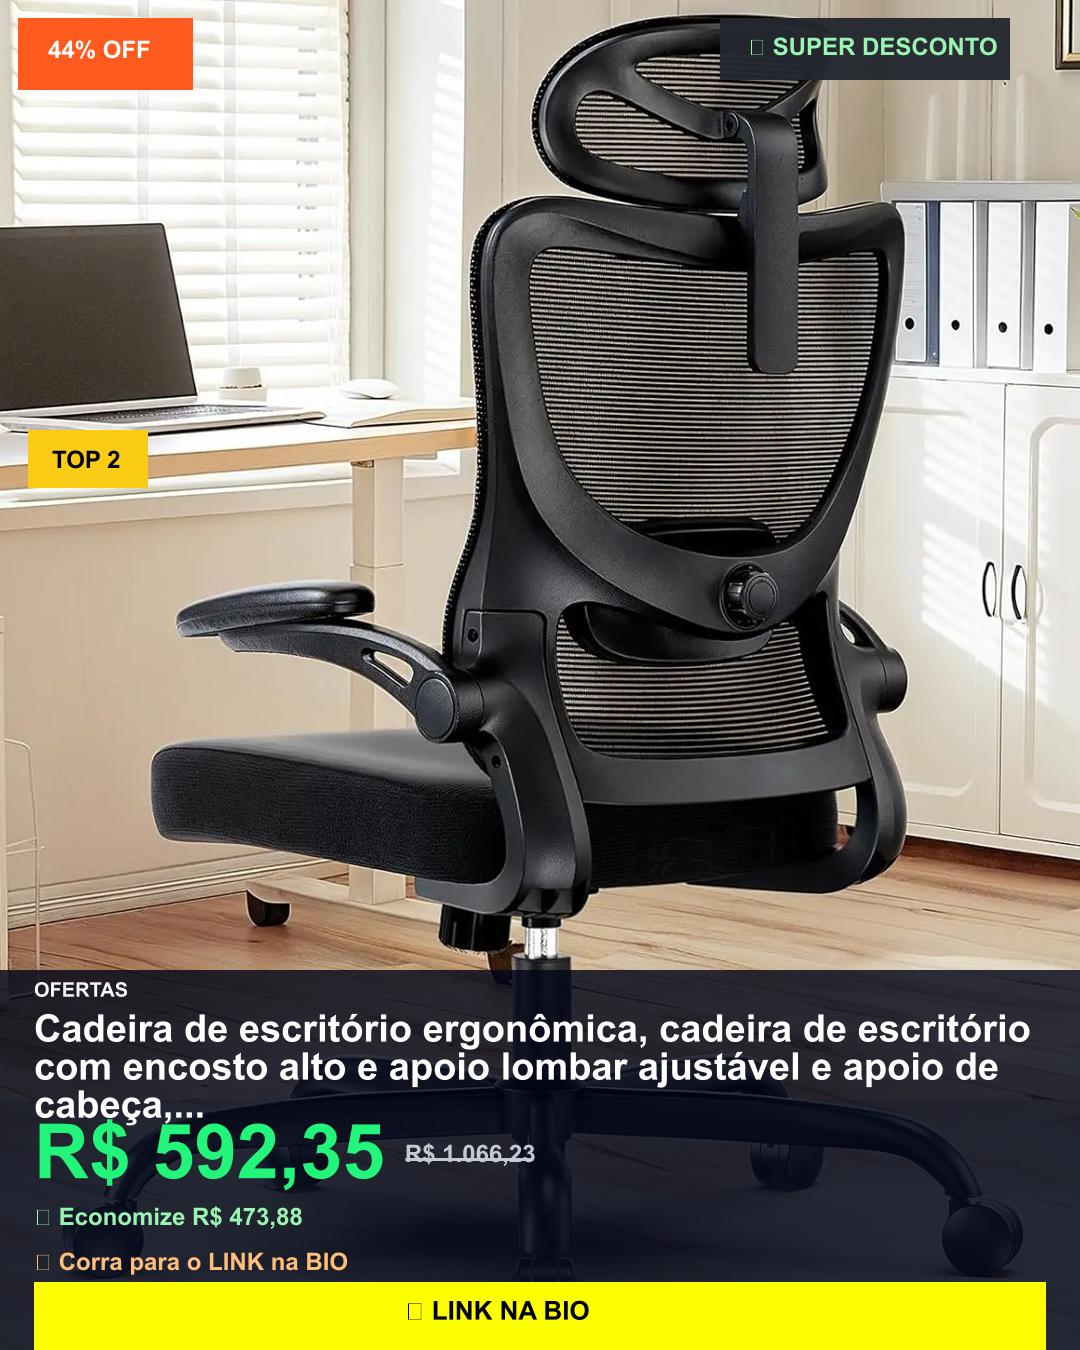 44% OFF
SUPER DESCONTO
TOP 2
OFERTAS
Cadeira de escritório ergonômica, cadeira de escritório
com encosto alto e apoio lombar ajustável e apoio de
cabeça,...
R$ 592,35 R$ 1.066,23
Economize R$ 473,88
Corra para o LINK na BIO
LINK NA BIO